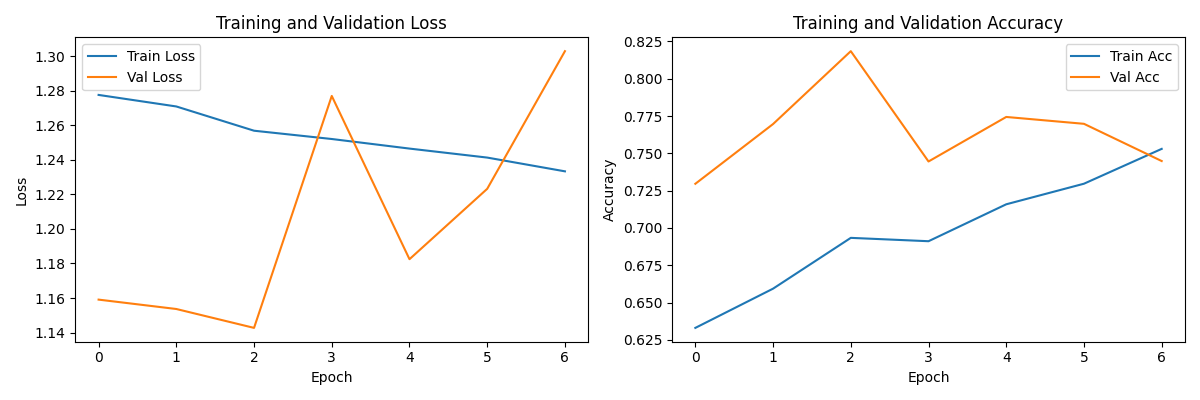 Training and Validation Loss
Train Loss
Val Loss
1.30
1.28
1.26
1.24
1.22
1.20
1.18
1.16
1.14
Loss
0 1 2 3 4 5 6
Epoch
Training and Validation Accuracy
Train Acc
Val Acc
0.825
0.800
0.775
0.750
0.725
0.700
0.675
0.650
0.625
Accuracy
0 1 2 3 4 5 6
Epoch